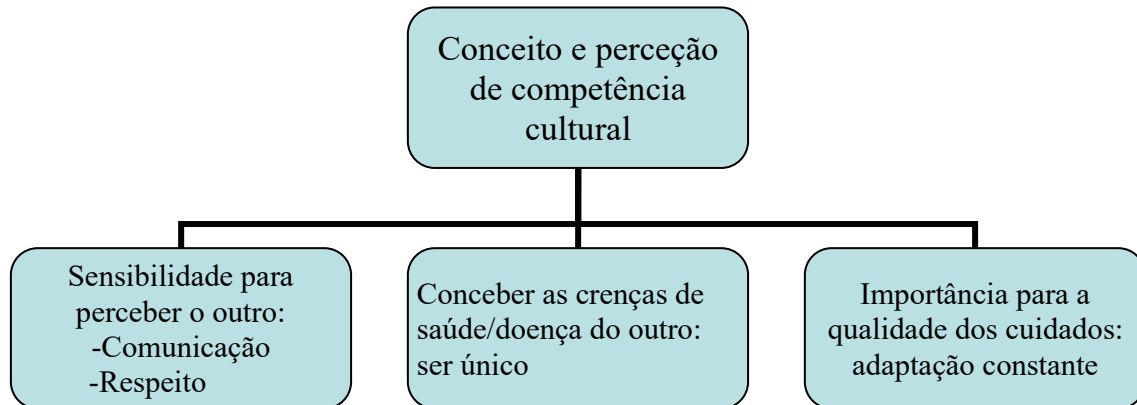 Conceito e perceção
de competência
cultural
Sensibilidade para
perceber o outro:
-Comunicação
-Respeito
Conceber as crenças de
saúde/doença do outro:
ser único
Importância para a
qualidade dos cuidados:
adaptação constante